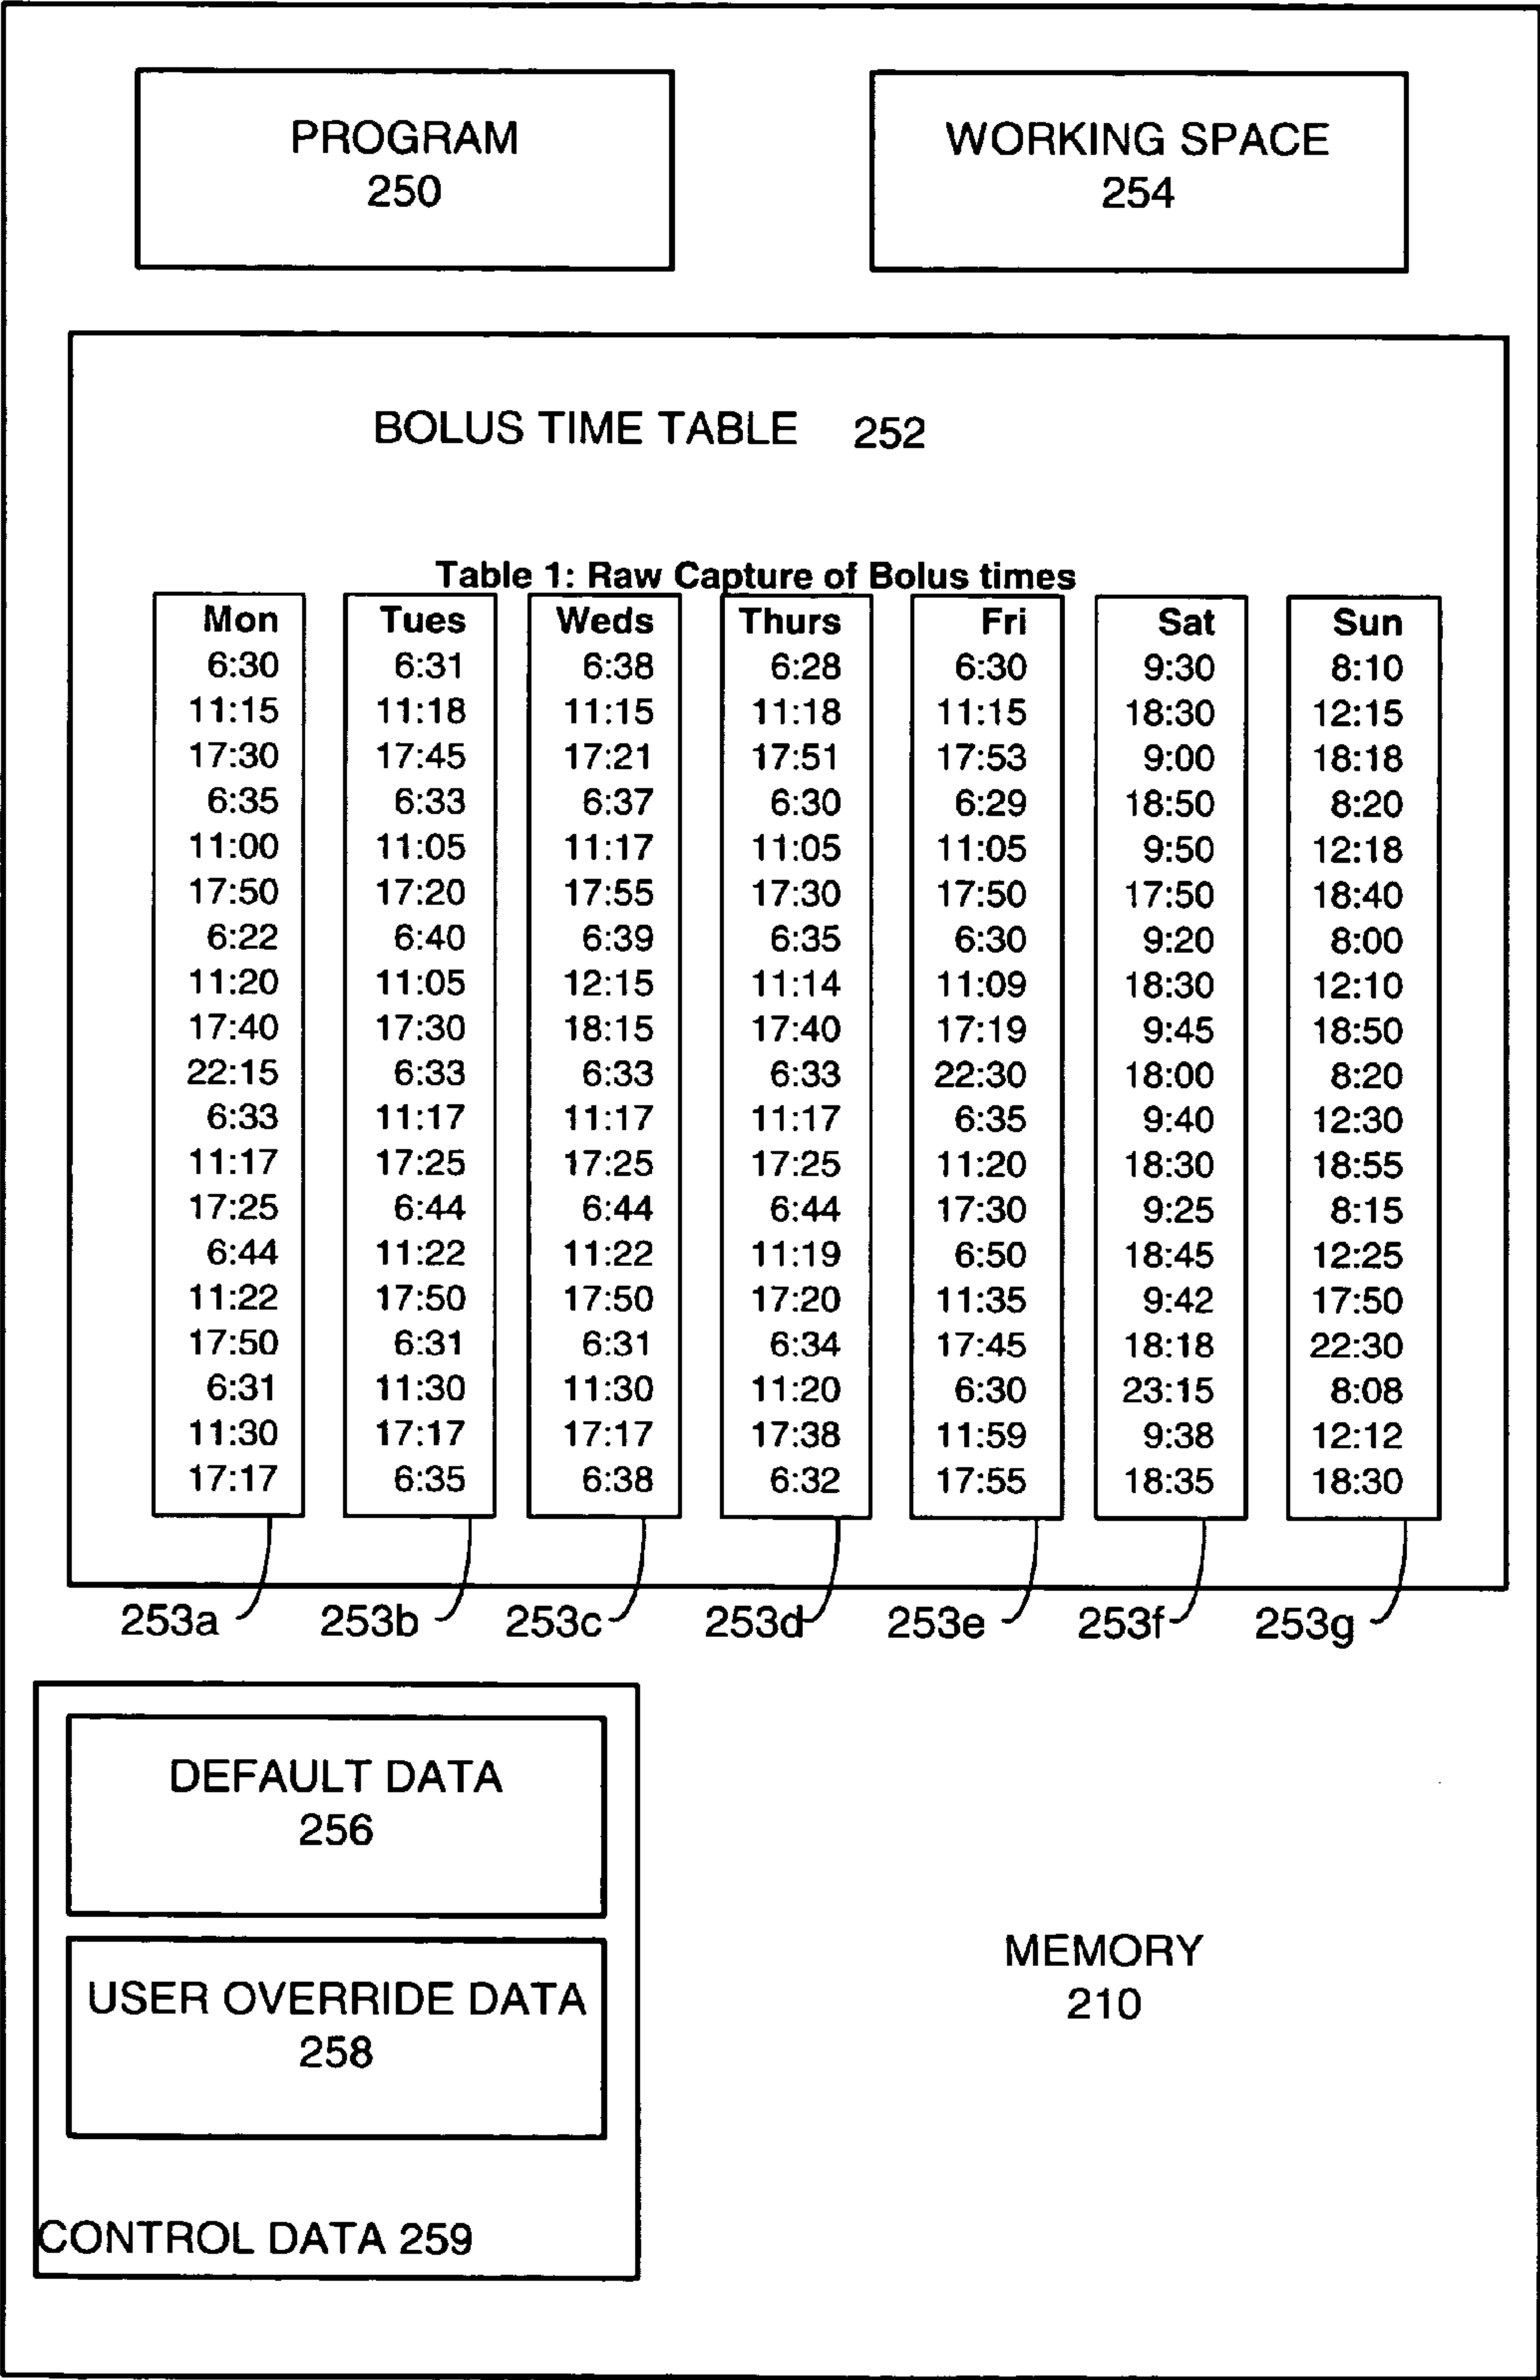 PROGRAM
250
WORKING SPACE
254
BOLUS TIME TABLE 252
Table 1: Raw Capture of Bolus times
Mon Tues Weds Thurs Fri Sat Sun
6:30 6:31 6:38 6:28 6:30 9:30 8:10
11:15 11:18 11:15 11:18 11:15 18:30 12:15
17:30 17:45 17:21 17:51 17:53 9:00 18:18
6:35 6:33 6:37 6:30 6:29 18:50 8:20
11:00 11:05 11:17 11:05 11:05 9:50 12:18
17:50 17:20 17:55 17:30 17:50 17:50 18:40
6:22 6:40 6:39 6:35 6:30 9:20 8:00
11:20 11:05 12:15 11:14 11:09 18:30 12:10
17:40 17:30 18:15 17:40 17:19 9:45 18:50
22:15 6:33 6:33 6:33 22:30 18:00 8:20
6:33 11:17 11:17 11:17 6:35 9:40 12:30
11:17 17:25 17:25 17:25 11:20 18:30 18:55
17:25 6:44 6:44 6:44 17:30 9:25 8:15
6:44 11:22 11:22 11:19 6:50 18:45 12:25
11:22 17:50 17:50 17:20 11:35 9:42 17:50
17:50 6:31 6:31 6:34 17:45 18:18 22:30
6:31 11:30 11:30 11:20 6:30 23:15 8:08
11:30 17:17 17:17 17:38 11:59 9:38 12:12
17:17 6:35 6:38 6:32 17:55 18:35 18:30
253a 253b 253c 253d 253e 253f 253g
DEFAULT DATA
256
USER OVERRIDE DATA
258
CONTROL DATA 259
MEMORY
210